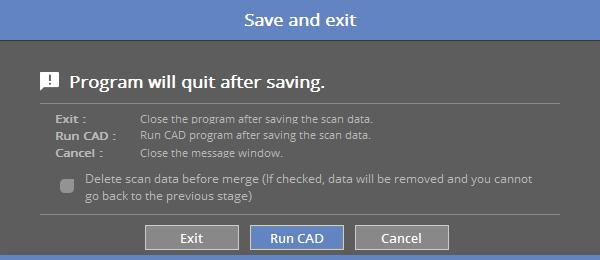 Save and exit
Program will quit after saving.
Exit : Close the program after saving the scan data.
Run CAD : Run CAD program after saving the scan data.
Cancel : Close the message window.
Delete scan data before merge (If checked, data will be removed and you cannot
go back to the previous stage)
Exit Run CAD Cancel